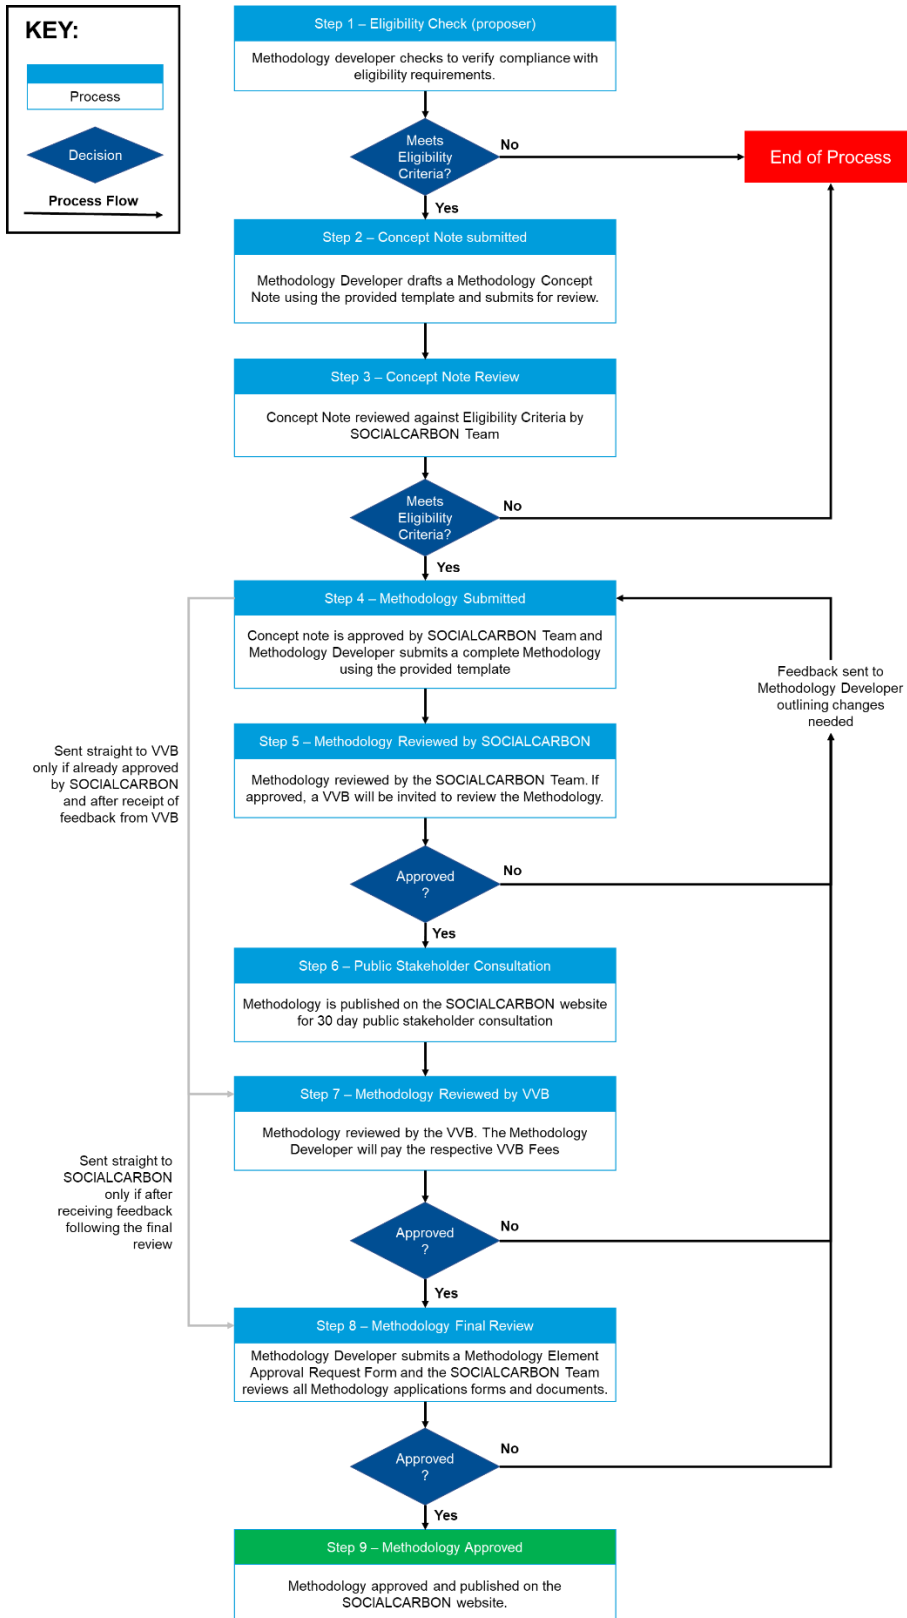 KEY:
Process
Decision
Process Flow
Step 1 – Eligibility Check (proposer)
Methodology developer checks to verify compliance with
eligibility requirements.
Meets
Eligibility
Criteria?
No
End of Process
Yes
Step 2 – Concept Note submitted
Methodology Developer drafts a Methodology Concept
Note using the provided template and submits for review.
Step 3 – Concept Note Review
Concept Note reviewed against Eligibility Criteria by
SOCIALCARBON Team
Meets
Eligibility
Criteria?
No
Yes
Step 4 – Methodology Submitted
Concept note is approved by SOCIALCARBON Team and
Methodology Developer submits a complete Methodology
using the provided template
Feedback sent to
Methodology Developer
outlining changes
needed
Step 5 – Methodology Reviewed by SOCIALCARBON
Methodology reviewed by the SOCIALCARBON Team. If
approved, a VVB will be invited to review the Methodology.
Sent straight to VVB
only if already approved
by SOCIALCARBON
and after receipt of
feedback from VVB
Approved
?
No
Yes
Step 6 – Public Stakeholder Consultation
Methodology is published on the SOCIALCARBON website
for 30 day public stakeholder consultation
Step 7 – Methodology Reviewed by VVB
Methodology reviewed by the VVB. The Methodology
Developer will pay the respective VVB Fees
Sent straight to
SOCIALCARBON
only if after
receiving feedback
following the final
review
Approved
?
No
Yes
Step 8 – Methodology Final Review
Methodology Developer submits a Methodology Element
Approval Request Form and the SOCIALCARBON Team
reviews all Methodology applications forms and documents.
Approved
?
No
Yes
Step 9 – Methodology Approved
Methodology approved and published on the
SOCIALCARBON website.